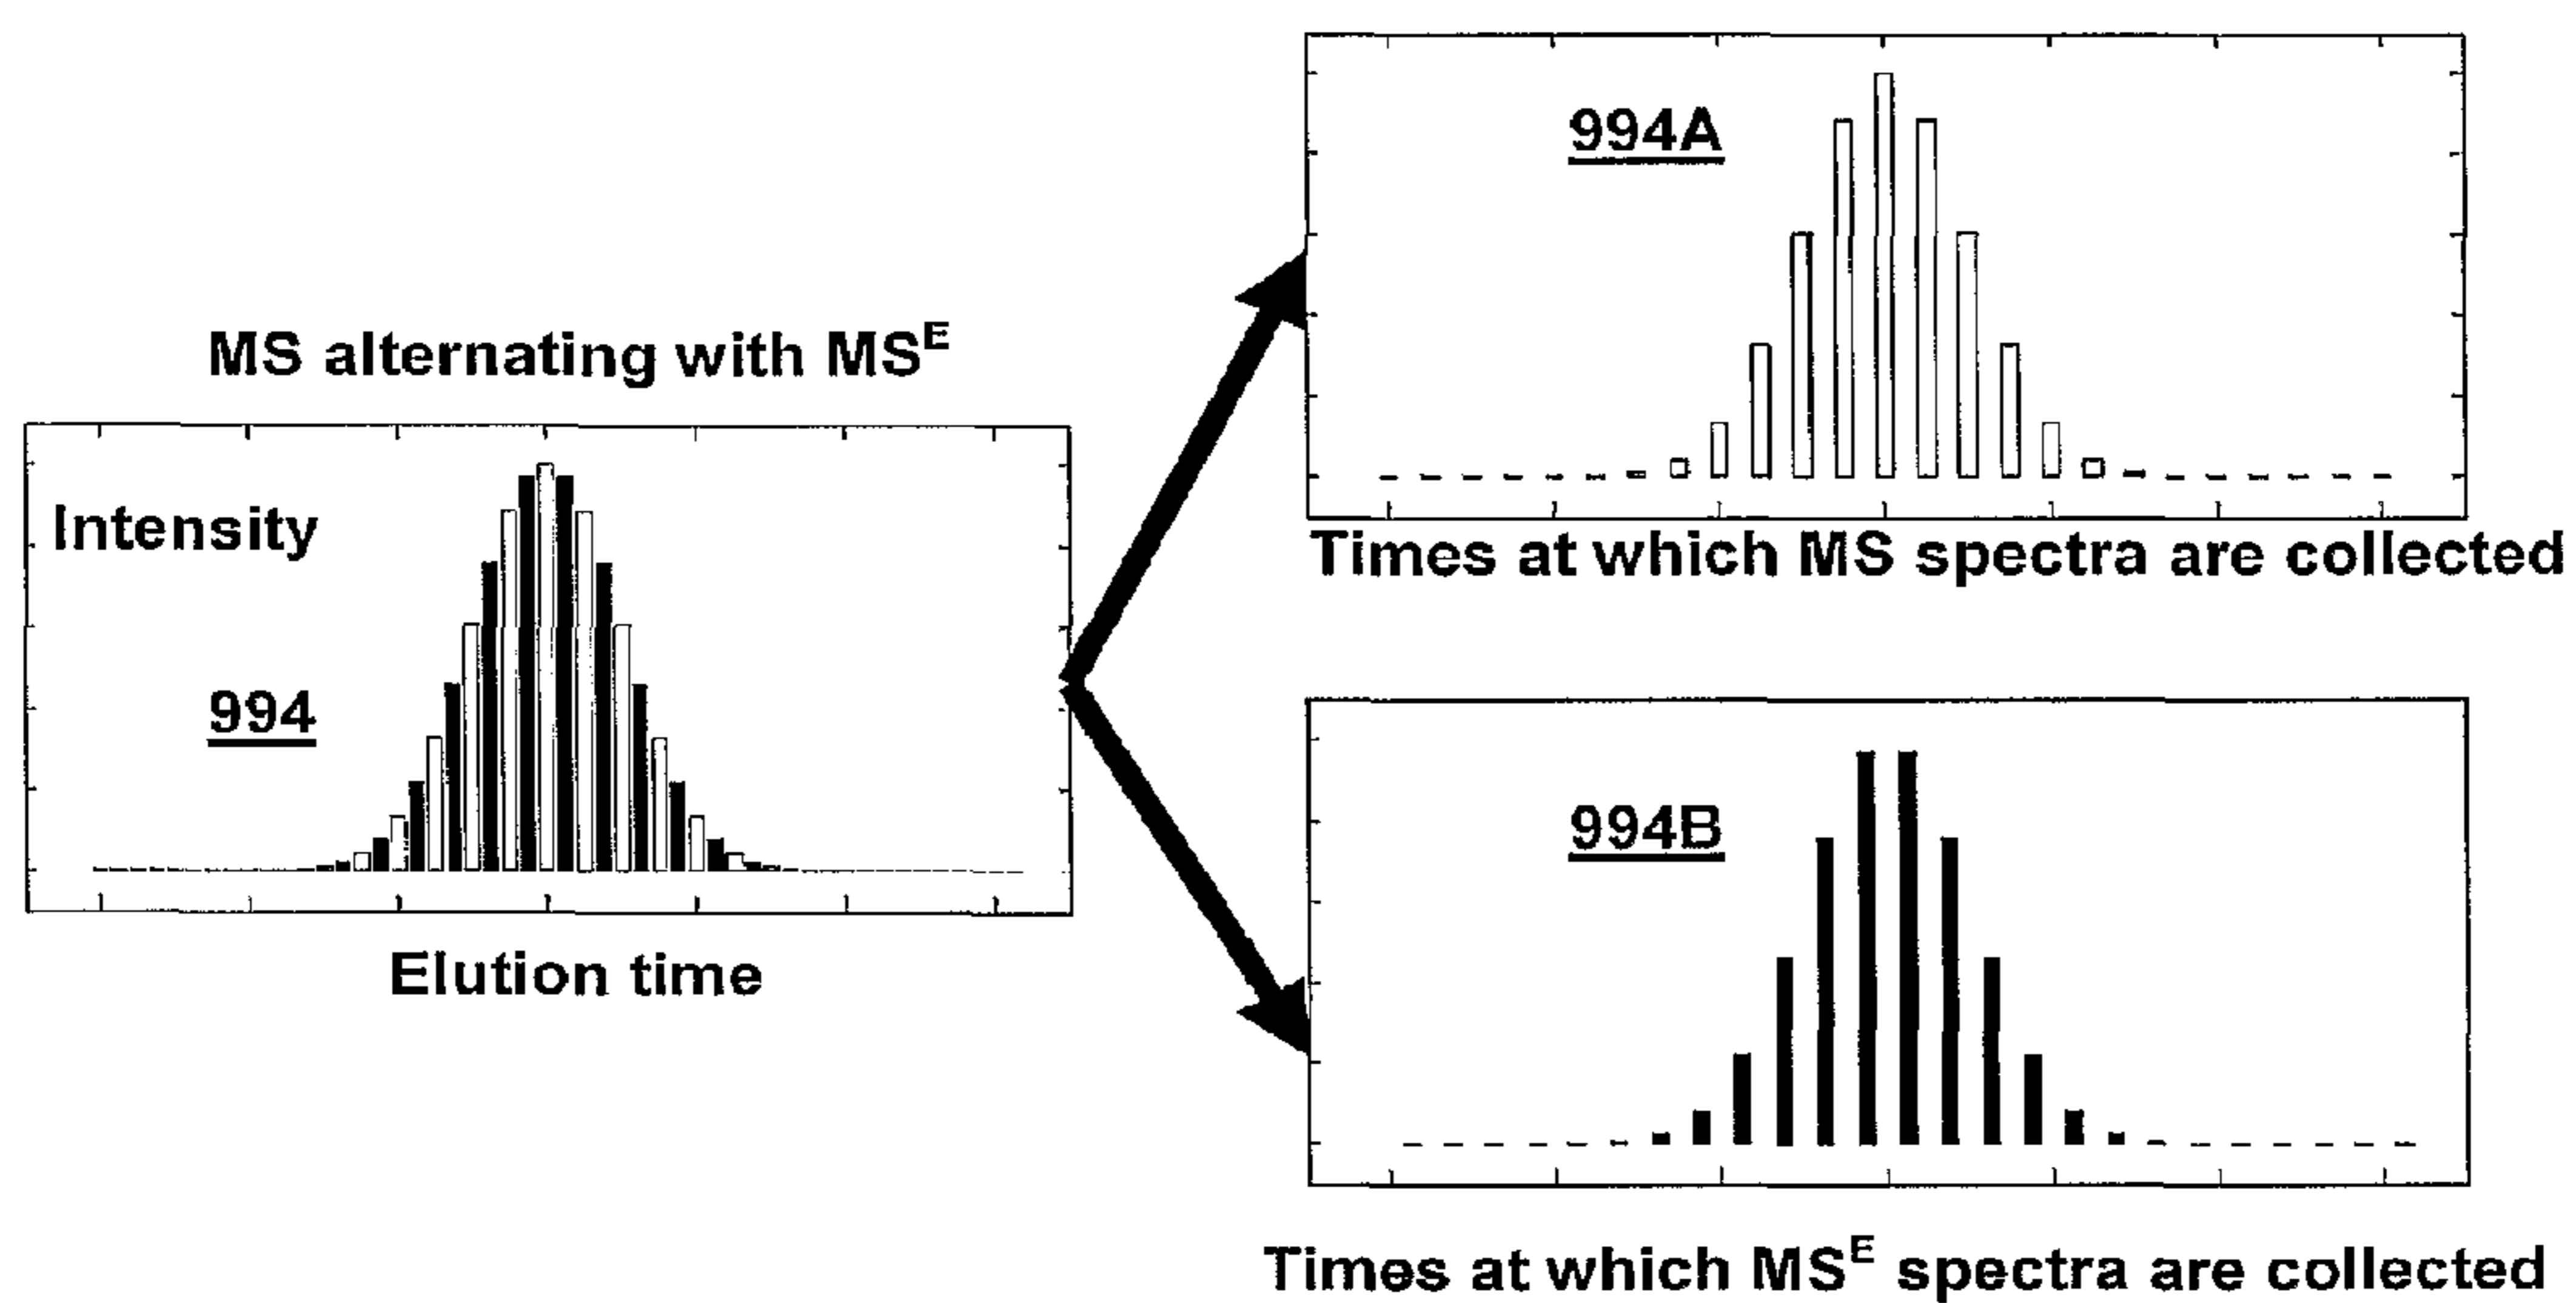 MS alternating with MS^E
Intensity
994
Elution time
994A
Times at which MS spectra are collected
994B
Times at which MS^E spectra are collected